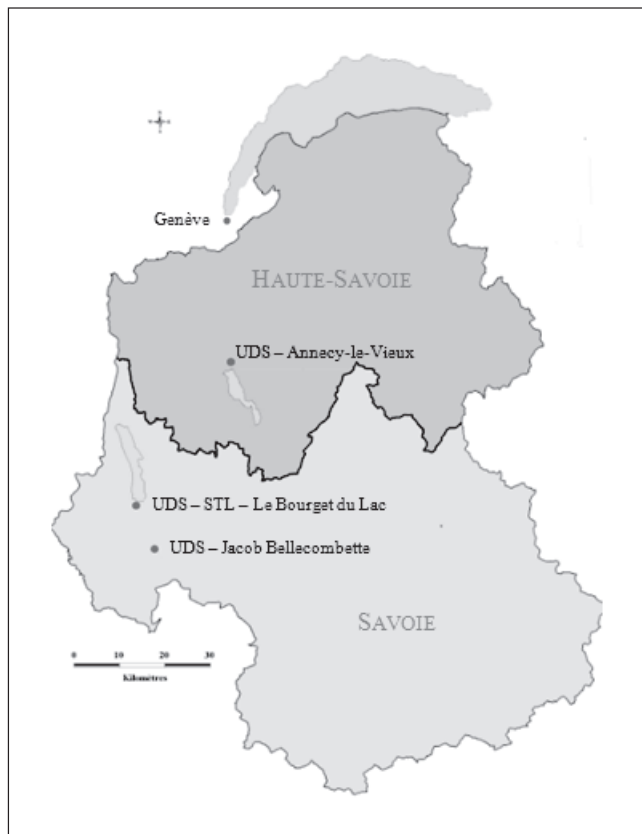 Genève
HAUTE-SAVOIE
UDS – Annecy-le-Vieux
UDS – STL – Le Bourget du Lac
UDS – Jacob Bellecombette
SAVOIE
0 10 20 30
Kilomètres